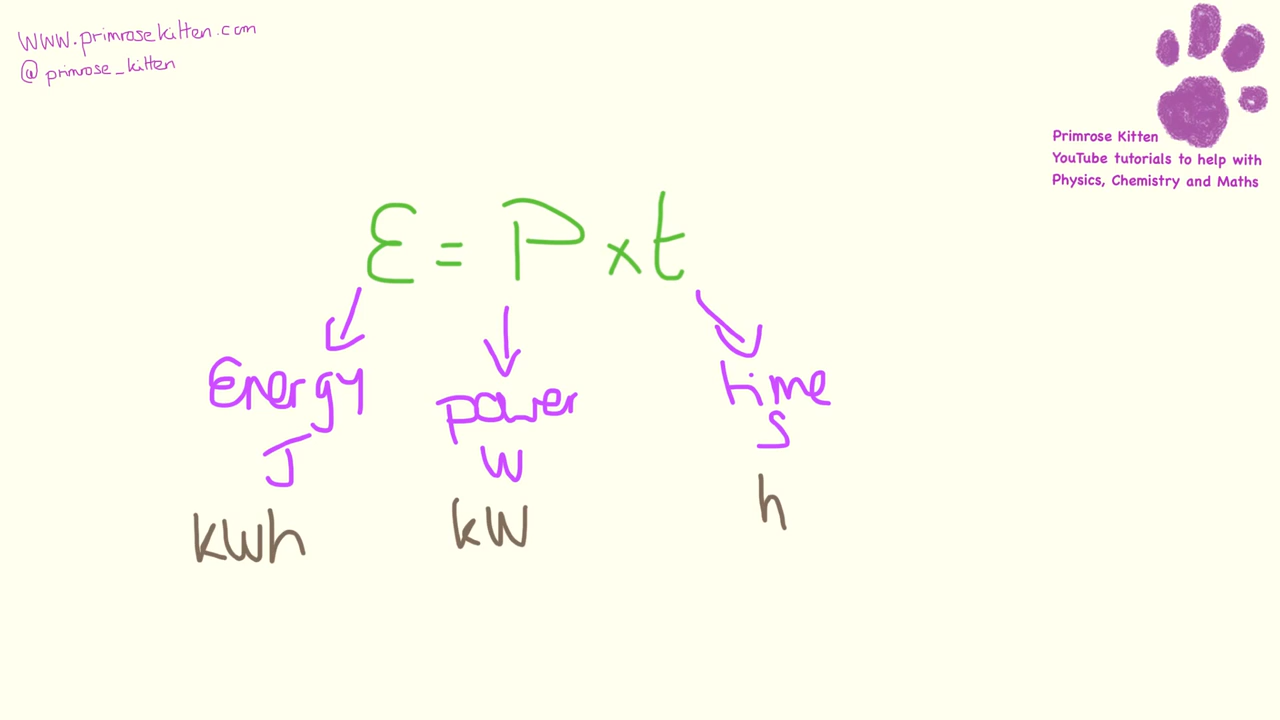 www.primrosekitten.com
@primrose_kitten
Primrose Kitten
YouTube tutorials to help with
Physics, Chemistry and Maths
E = P x t
Energy power time
J W s
kwh kW h